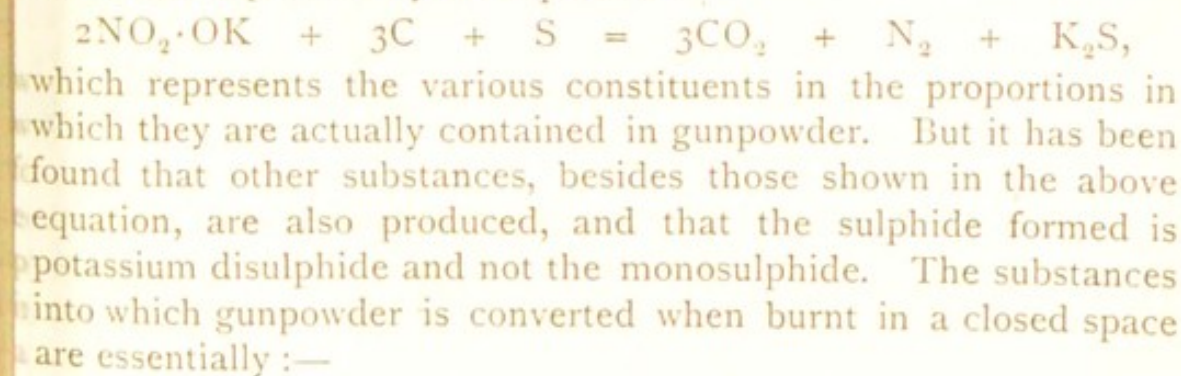 2NO₂·OK + 3C + S = 3CO₂ + N₂ + K₂S,
which represents the various constituents in the proportions in
which they are actually contained in gunpowder. But it has been
found that other substances, besides those shown in the above
equation, are also produced, and that the sulphide formed is
potassium disulphide and not the monosulphide. The substances
into which gunpowder is converted when burnt in a closed space
are essentially :—